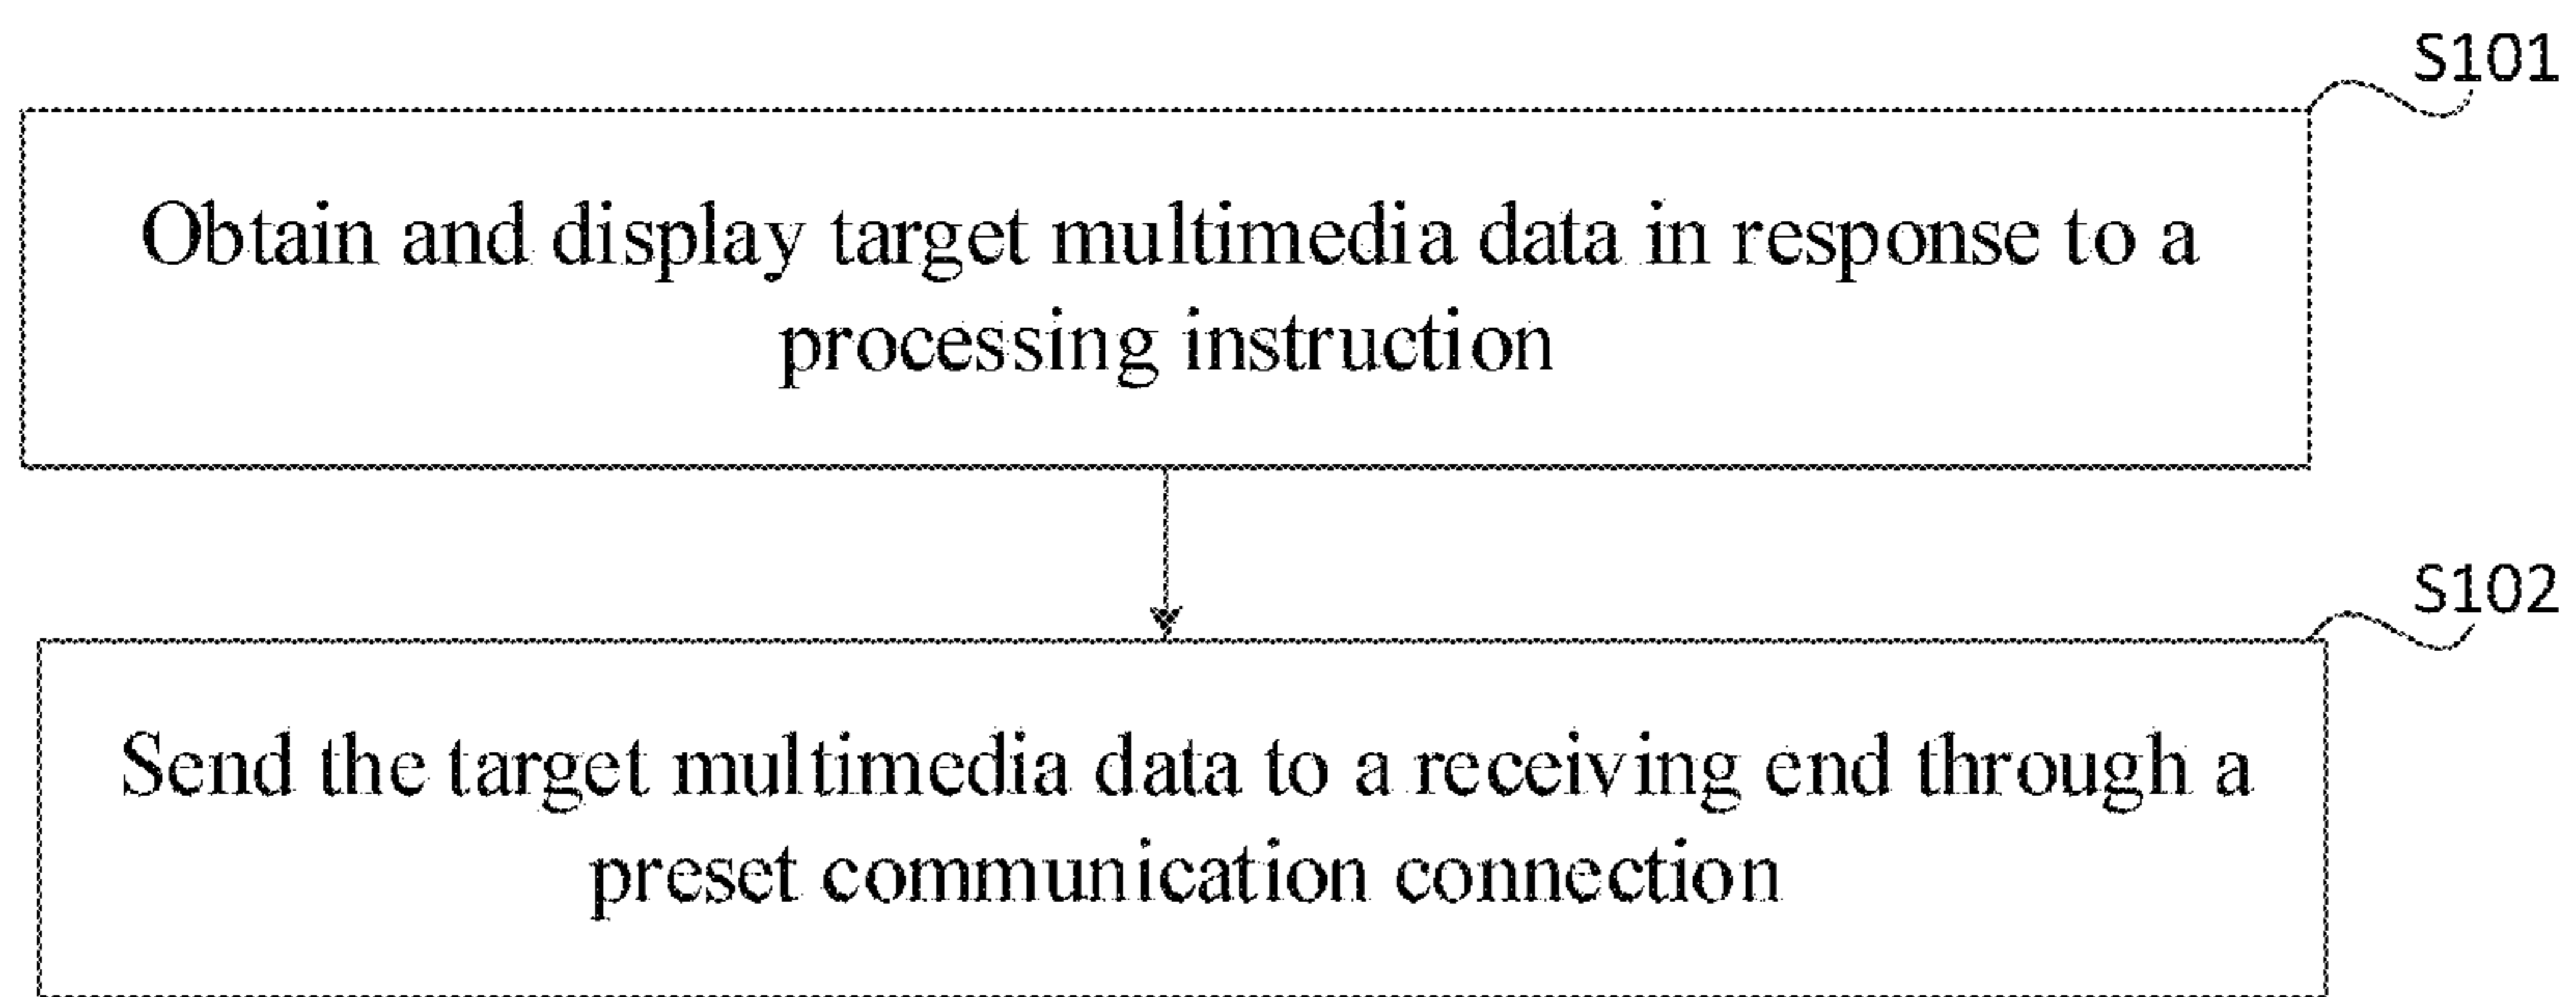 S101
Obtain and display target multimedia data in response to a
processing instruction
S102
Send the target multimedia data to a receiving end through a
preset communication connection